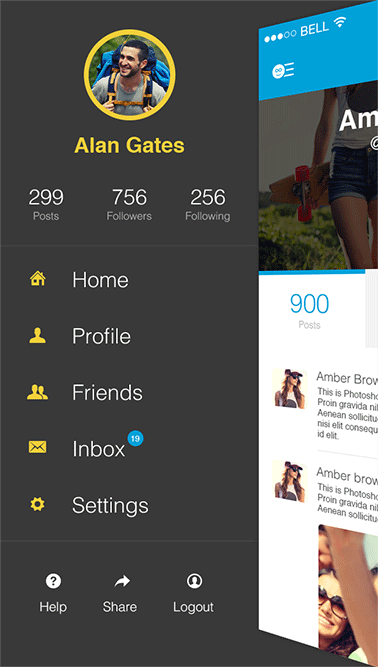 Alan Gates
299
Posts
756
Followers
256
Following
Home
Profile
Friends
Inbox
19
Settings
Help
Share
Logout
BELL
Am
@
900
Posts
Amber Brow
This is Photosho
Proin gravida nil
Aenean sollicitu
nisi elit consequ
id elit.
Amber brow
This is Photosho
Proin gravida nil
Aenean sollicitu